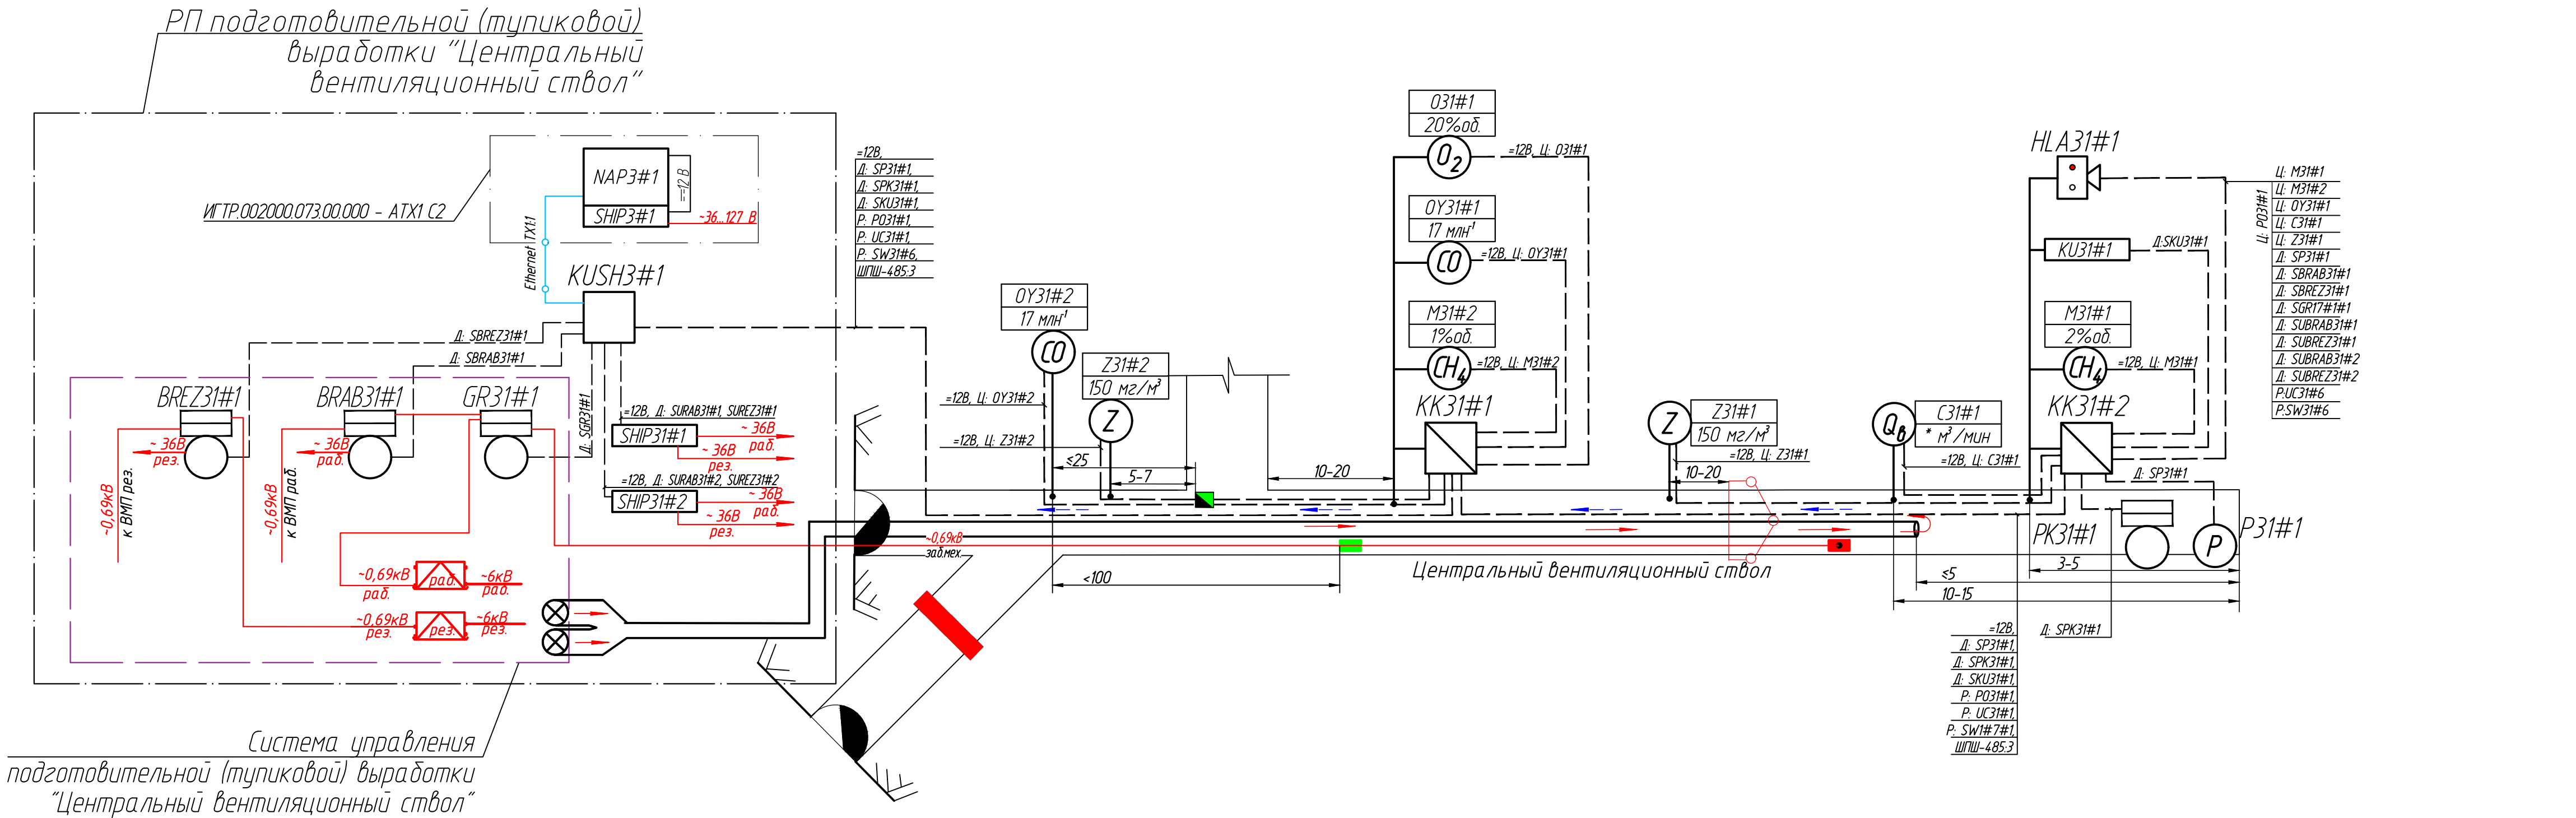 РП подготовительной (тупиковой)
выработки "Центральный
вентиляционный ствол"
ИГТР.002000.073.00.000 - АТХ1 С2
NAP3#1
SHIP3#1
==12 В
~36...127 В
Ethernet TX1:1
KUSH3#1
Д: SBREZ31#1
Д: SBRAB31#1
Д: SGR31#1
BREZ31#1
BRAB31#1
GR31#1
~ 36В
рез.
~ 36В
раб.
~0,69кВ
к ВМП рез.
~0,69кВ
к ВМП раб.
=12В, Д: SURAB31#1, SUREZ31#1
SHIP31#1
~ 36В
раб.
~ 36В
рез.
=12В, Д: SURAB31#2, SUREZ31#2
SHIP31#2
~ 36В
раб.
~ 36В
рез.
~0,69кВ
раб.
раб.
~6кВ
раб.
~0,69кВ
рез.
рез.
~6кВ
рез.
Система управления
подготовительной (тупиковой) выработки
"Центральный вентиляционный ствол"
=12В,
Д: SP31#1,
Д: SPK31#1,
Д: SKU31#1,
Р: PO31#1,
Р: UC31#1,
Р: SW31#6,
ШПШ-485:3
OY31#2
17 млн⁻¹
CO
=12В, Ц: OY31#2
Z31#2
150 мг/м³
Z
=12В, Ц: Z31#2
≤25
5-7
10-20
~0,69кВ
заб.мех.
<100
O31#1
20%об.
O₂
=12В, Ц: O31#1
OY31#1
17 млн⁻¹
CO
=12В, Ц: OY31#1
M31#2
1%об.
CH₄
=12В, Ц: M31#2
KK31#1
Z31#1
150 мг/м³
Z
=12В, Ц: Z31#1
10-20
Центральный вентиляционный ствол
C31#1
* м³/мин
Qв
=12В, Ц: C31#1
HLA31#1
KU31#1
Д:SKU31#1
M31#1
2%об.
CH₄
=12В, Ц: M31#1
KK31#2
Д: SP31#1
PK31#1
P
P31#1
3-5
≤5
10-15
Д: SPK31#1
=12В,
Д: SP31#1,
Д: SPK31#1,
Д: SKU31#1,
Р: PO31#1,
Р: UC31#1,
Р: SW1#7#1,
ШПШ-485:3
Ц: PO31#1
Ц: M31#1
Ц: M31#2
Ц: OY31#1
Ц: C31#1
Ц: Z31#1
Д: SP31#1
Д: SBRAB31#1
Д: SBREZ31#1
Д: SGR17#1#1
Д: SUBRAB31#1
Д: SUBREZ31#1
Д: SUBRAB31#2
Д: SUBREZ31#2
Р:UC31#6
Р:SW31#6